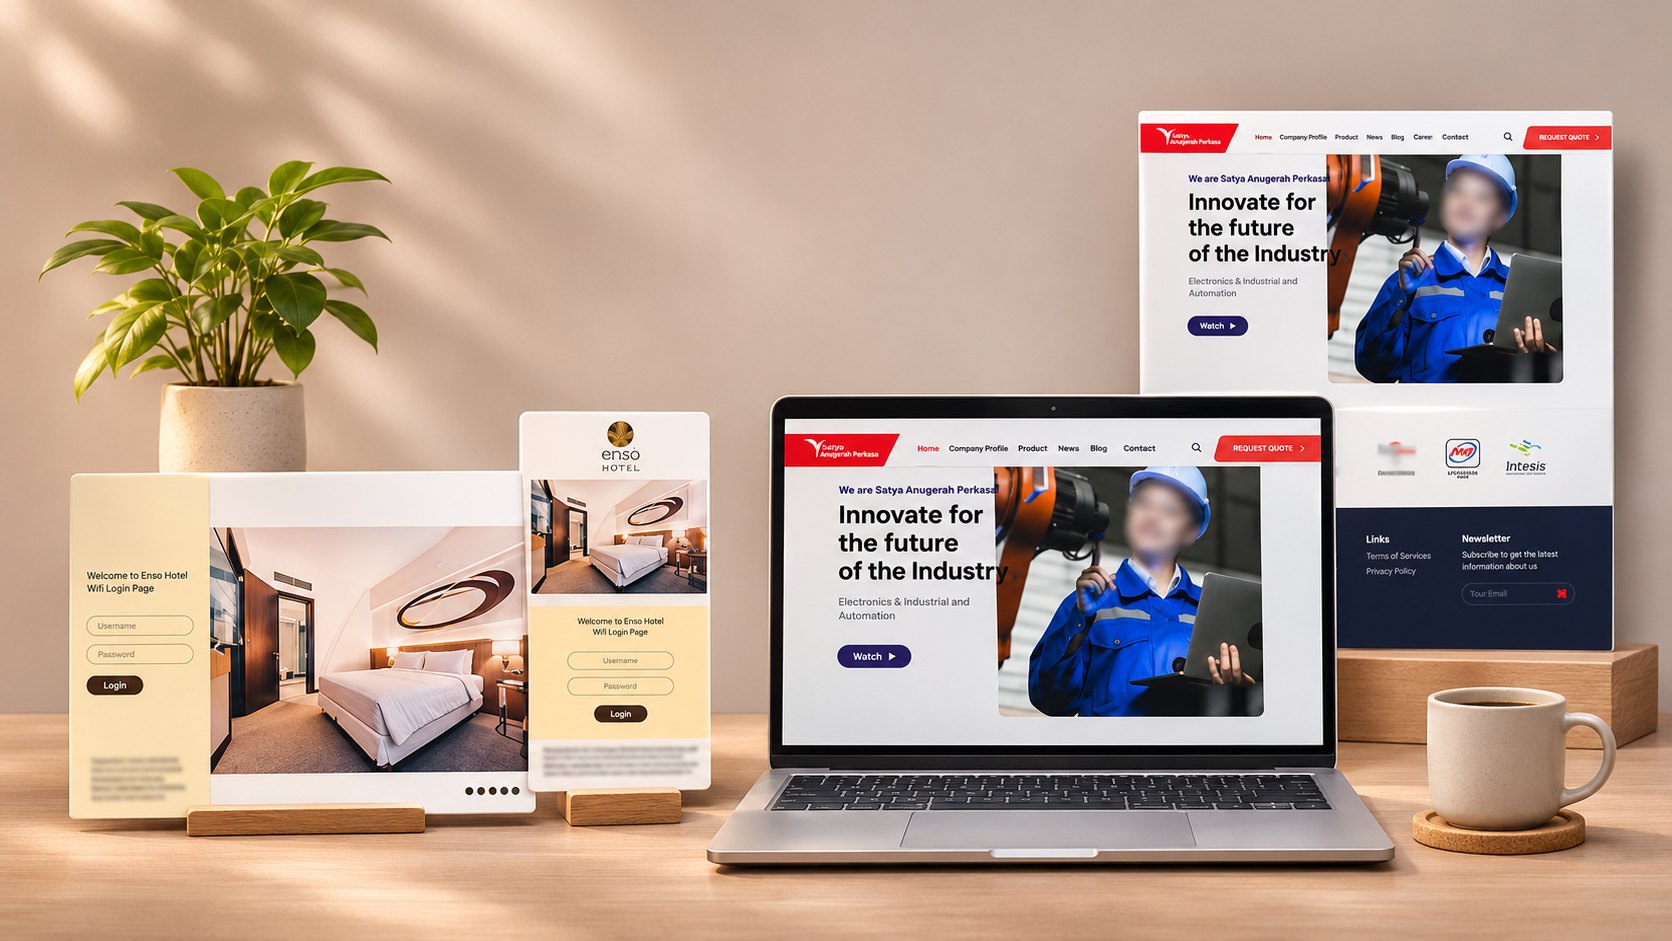 Welcome to Enso Hotel
Wifi Login Page
Username
Password
Login
enso
HOTEL
Welcome to Enso Hotel
Wifi Login Page
Username
Password
Login
Satya
Anugerah Perkasa
Home Company Profile Product News Blog Contact REQUEST QUOTE
We are Satya Anugerah Perkasa!
Innovate for
the future
of the Industry
Electronics & Industrial and
Automation
Watch
Satya
Anugerah Perkasa
Home Company Profile Product News Blog Career Contact REQUEST QUOTE
We are Satya Anugerah Perkasa!
Innovate for
the future
of the Industry
Electronics & Industrial and
Automation
Watch
Intesis
Links
Terms of Services
Privacy Policy
Newsletter
Subscribe to get the latest
information about us
Your Email